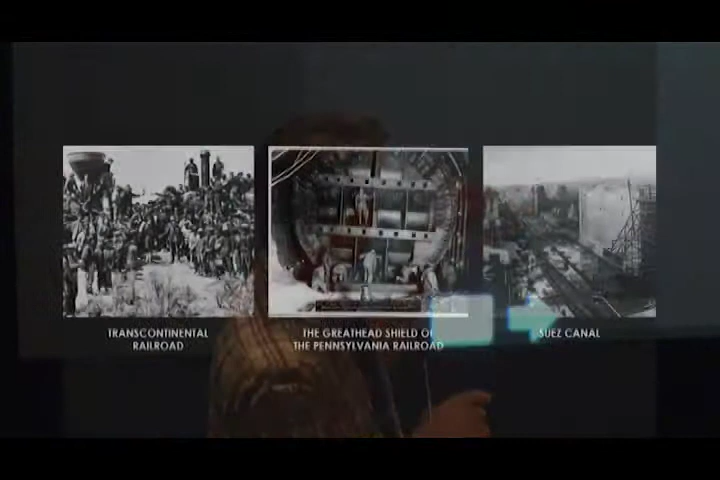 TRANSCONTINENTAL
RAILROAD
THE GREATHEAD SHIELD OF
THE PENNSYLVANIA RAILROAD
SUEZ CANAL